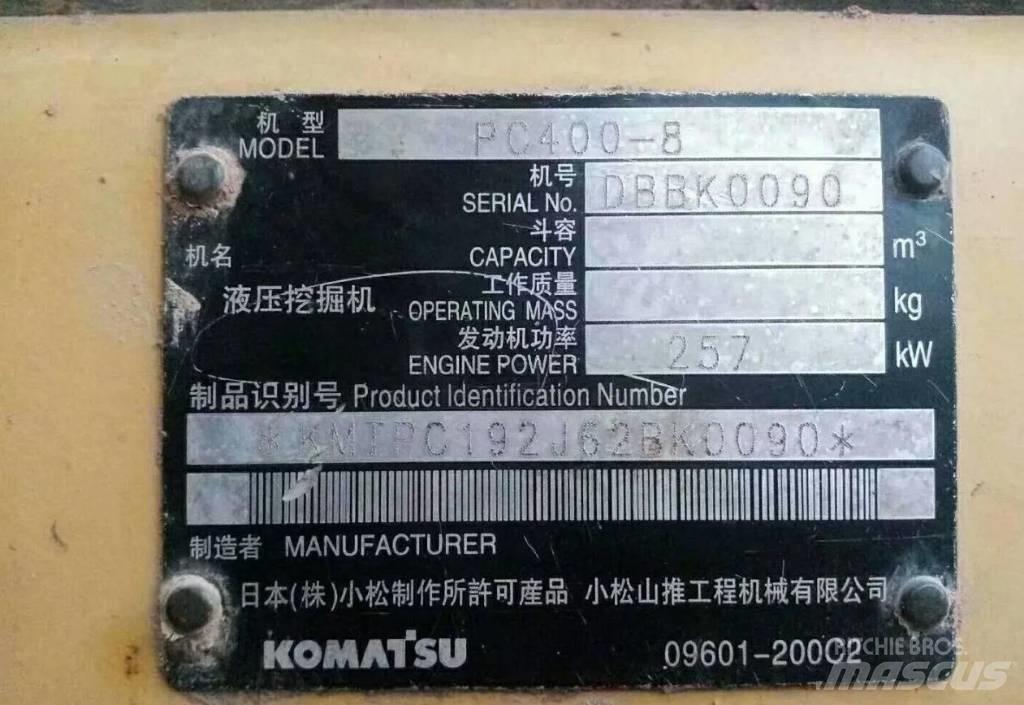 机 型
MODEL PC400-8
机号
SERIAL No. DBBK0090
斗容
CAPACITY m³
机名
工作质量
液压挖掘机 OPERATING MASS kg
发动机功率
ENGINE POWER 257 kW
制品识别号 Product Identification Number
*KMTPC192J62BK0090*
制造者 MANUFACTURER
日本(株)小松制作所許可産品 小松山推工程机械有限公司
KOMATSU 09601-20002
RITCHIE BROS.
MASCUS